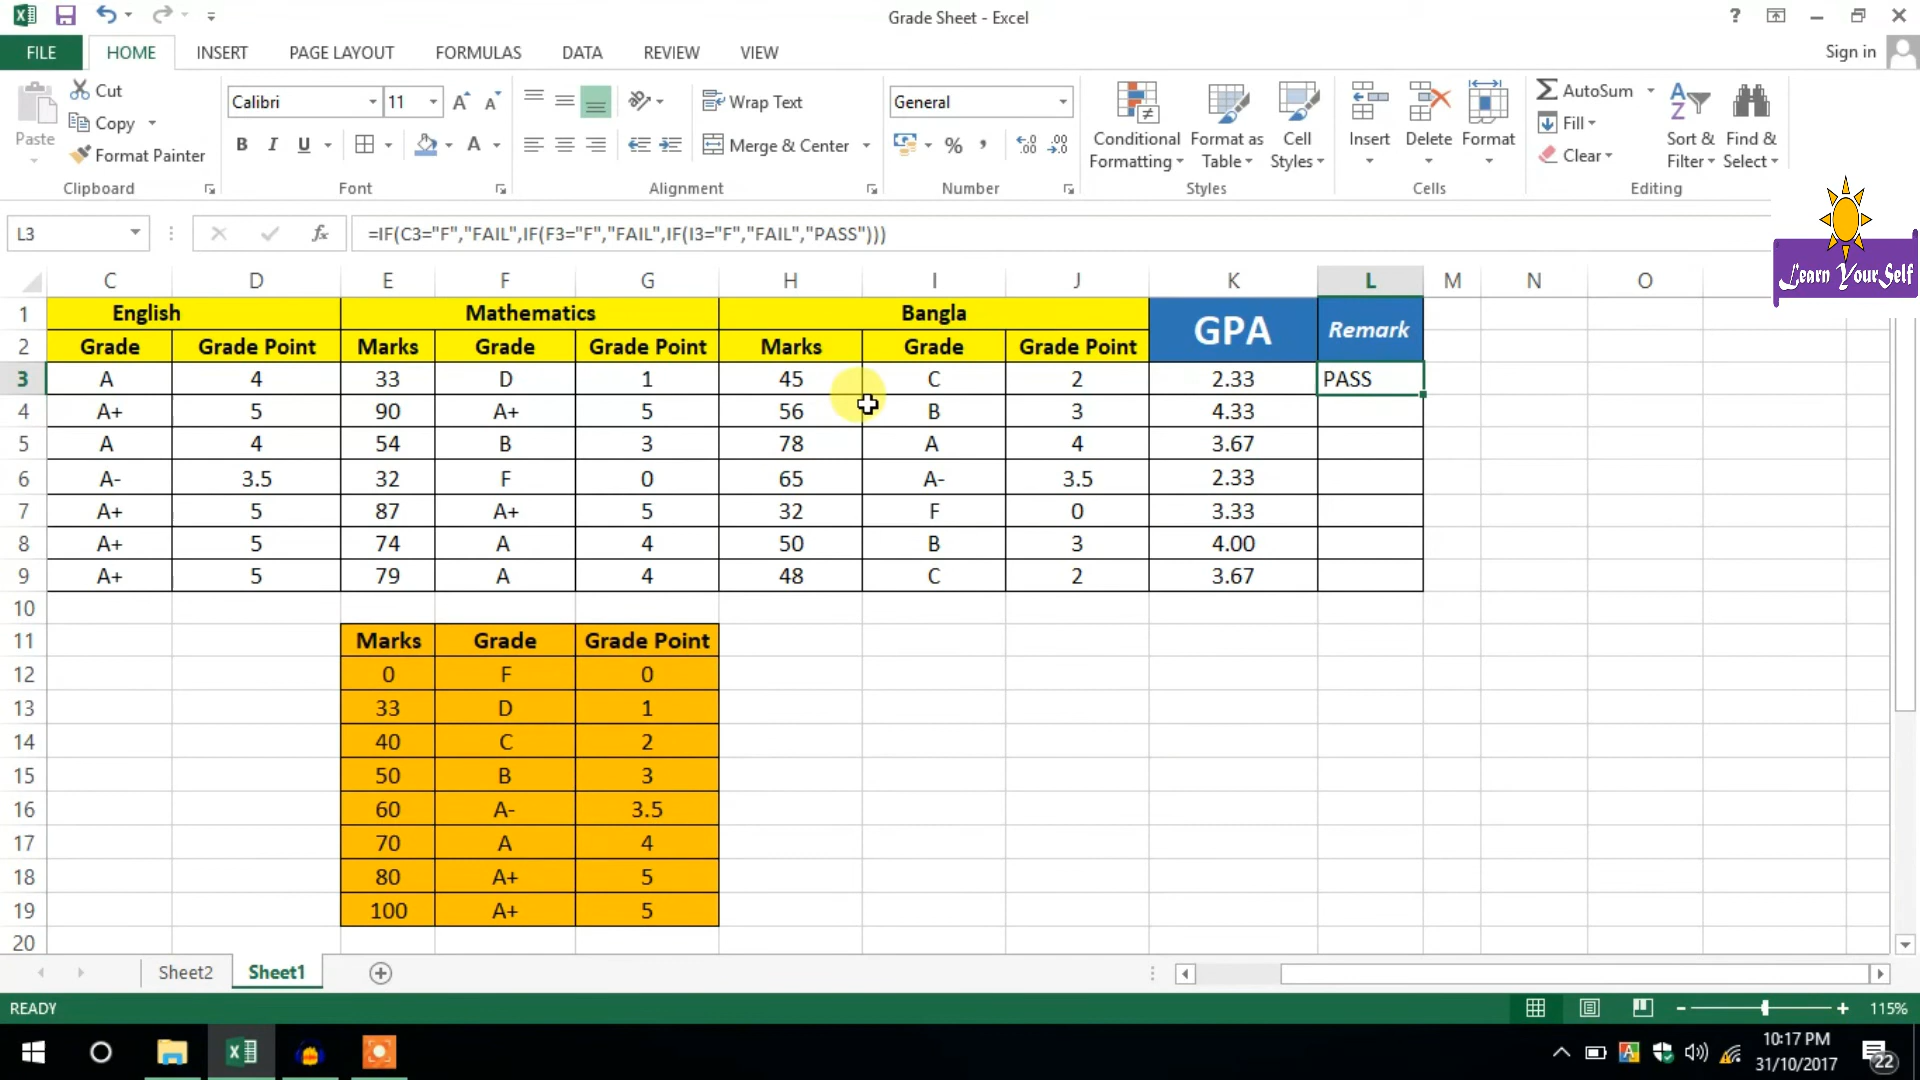 Grade Sheet - Excel
?
FILE HOME INSERT PAGE LAYOUT FORMULAS DATA REVIEW VIEW Sign in
Paste
Cut
Copy
Format Painter
Clipboard
Calibri 11
B I U A
Font
Wrap Text
Merge & Center
Alignment
General
%
Number
Conditional Formatting
Format as Table
Cell Styles
Styles
Insert
Delete
Format
Cells
AutoSum
Fill
Clear
Sort & Filter
Find & Select
Editing
Learn YourSelf
L3 fx =IF(C3="F","FAIL",IF(F3="F","FAIL",IF(I3="F","FAIL","PASS")))
C D E F G H I J K L M N O
1 English Mathematics Bangla GPA Remark
2 Grade Grade Point Marks Grade Grade Point Marks Grade Grade Point
3 A 4 33 D 1 45 C 2 2.33 PASS
4 A+ 5 90 A+ 5 56 B 3 4.33
5 A 4 54 B 3 78 A 4 3.67
6 A- 3.5 32 F 0 65 A- 3.5 2.33
7 A+ 5 87 A+ 5 32 F 0 3.33
8 A+ 5 74 A 4 50 B 3 4.00
9 A+ 5 79 A 4 48 C 2 3.67
10
11 Marks Grade Grade Point
12 0 F 0
13 33 D 1
14 40 C 2
15 50 B 3
16 60 A- 3.5
17 70 A 4
18 80 A+ 5
19 100 A+ 5
20
Sheet2 Sheet1
READY 115%
10:17 PM
31/10/2017
22